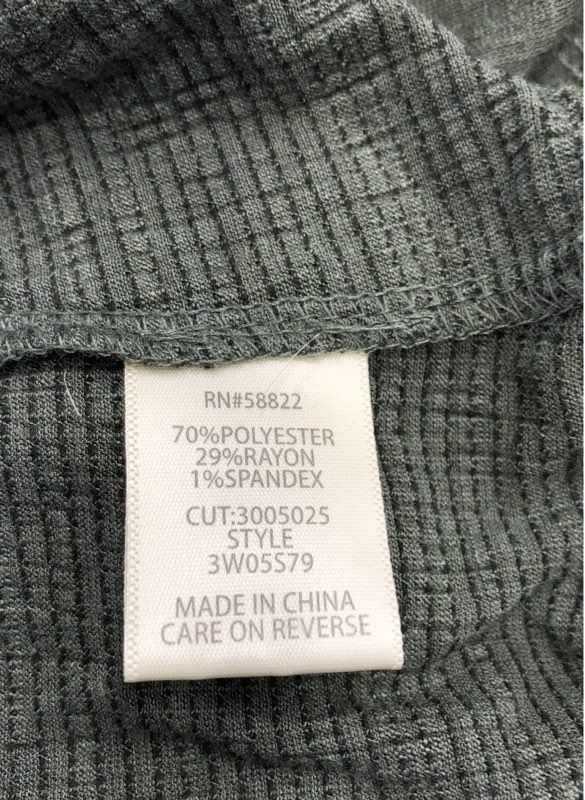 RN#58822
70%POLYESTER
29%RAYON
1%SPANDEX
CUT:3005025
STYLE
3W05S79
MADE IN CHINA
CARE ON REVERSE